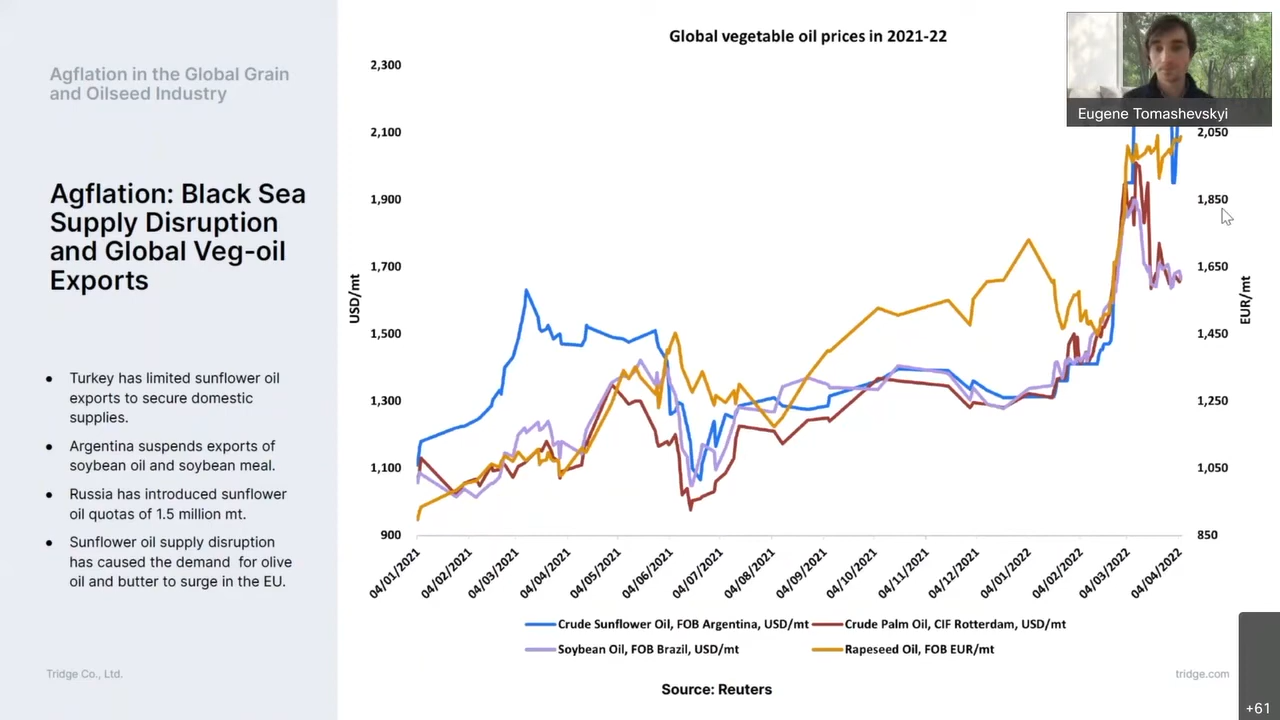 Agflation in the Global Grain
and Oilseed Industry
Agflation: Black Sea
Supply Disruption
and Global Veg-oil
Exports
● Turkey has limited sunflower oil
exports to secure domestic
supplies.
● Argentina suspends exports of
soybean oil and soybean meal.
● Russia has introduced sunflower
oil quotas of 1.5 million mt.
● Sunflower oil supply disruption
has caused the demand for olive
oil and butter to surge in the EU.
Tridge Co., Ltd.
Global vegetable oil prices in 2021-22
2,300
2,100
1,900
1,700
1,500
1,300
1,100
900
USD/mt
2,050
1,850
1,650
1,450
1,250
1,050
850
EUR/mt
04/01/2021
04/02/2021
04/03/2021
04/04/2021
04/05/2021
04/06/2021
04/07/2021
04/08/2021
04/09/2021
04/10/2021
04/11/2021
04/12/2021
04/01/2022
04/02/2022
04/03/2022
04/04/2022
Crude Sunflower Oil, FOB Argentina, USD/mt
Crude Palm Oil, CIF Rotterdam, USD/mt
Soybean Oil, FOB Brazil, USD/mt
Rapeseed Oil, FOB EUR/mt
Source: Reuters
tridge.com
Eugene Tomashevskyi
+61